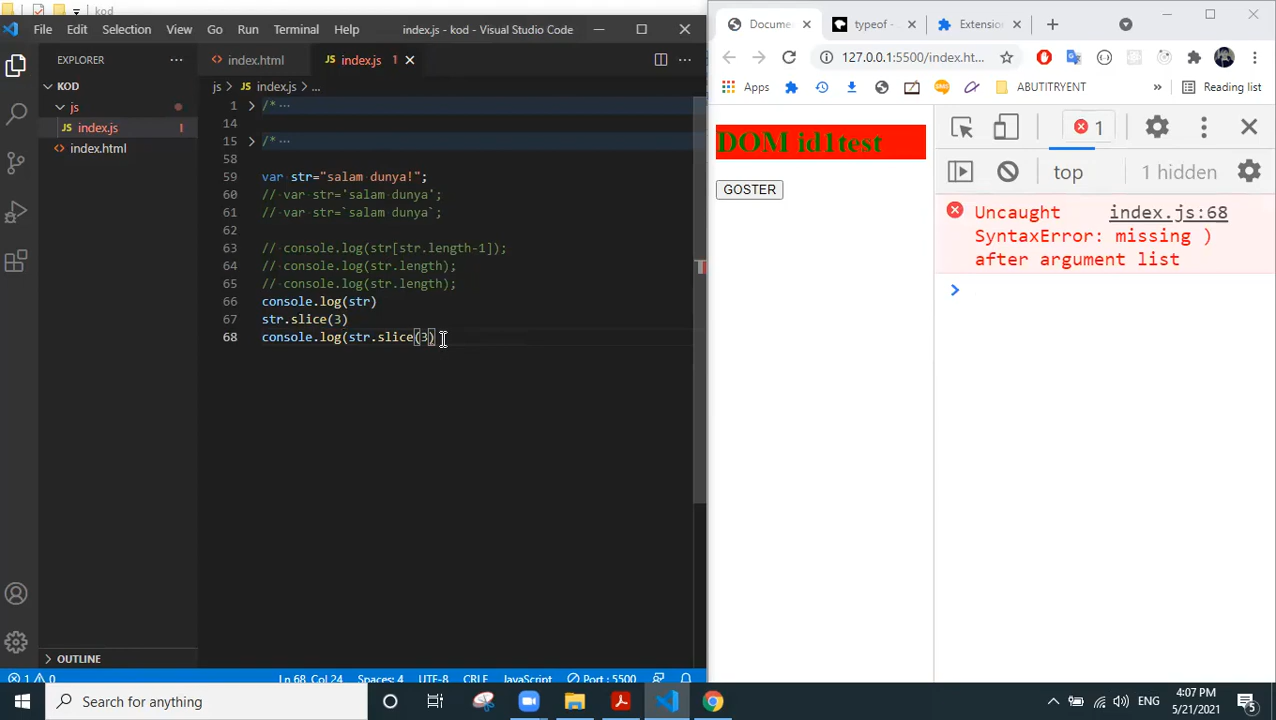 kod
File Edit Selection View Go Run Terminal Help index.js - kod - Visual Studio Code
EXPLORER
KOD
js
index.js 1
index.html
OUTLINE
index.html index.js 1
js > index.js > ...
1 /* ...
14
15 /* ...
58
59 var str="salam dunya!";
60 // var str='salam dunya';
61 // var str=`salam dunya`;
62
63 // console.log(str[str.length-1]);
64 // console.log(str.length);
65 // console.log(str.length);
66 console.log(str)
67 str.slice(3)
68 console.log(str.slice(3)
1 0 Ln 68, Col 24 Spaces: 4 UTF-8 CRLF JavaScript Port : 5500
Docume typeof - Extension
127.0.0.1:5500/index.ht...
Apps ABUTITRYENT » Reading list
DOM id1test
GOSTER
1
top 1 hidden
Uncaught index.js:68
SyntaxError: missing )
after argument list
Search for anything
ENG 4:07 PM
5/21/2021
5